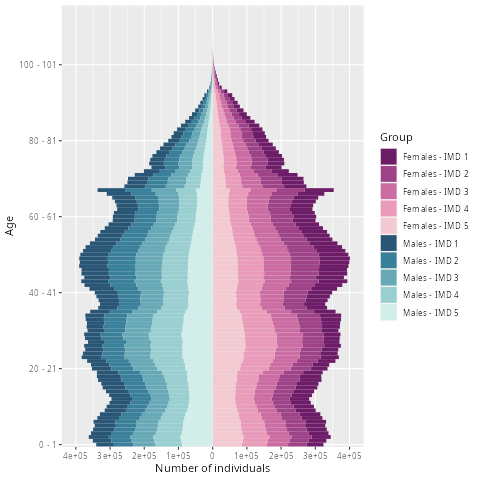 100 - 101
80 - 81
60 - 61
40 - 41
20 - 21
0 - 1
Age
4e+05 3e+05 2e+05 1e+05 0 1e+05 2e+05 3e+05 4e+05
Number of individuals
Group
Females - IMD 1
Females - IMD 2
Females - IMD 3
Females - IMD 4
Females - IMD 5
Males - IMD 1
Males - IMD 2
Males - IMD 3
Males - IMD 4
Males - IMD 5